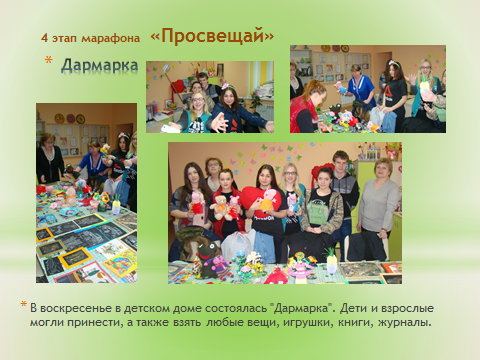 4 этап марафона «Просвещай»
* Дармарка
* В воскресенье в детском доме состоялась "Дармарка". Дети и взрослые
могли принести, а также взять любые вещи, игрушки, книги, журналы.